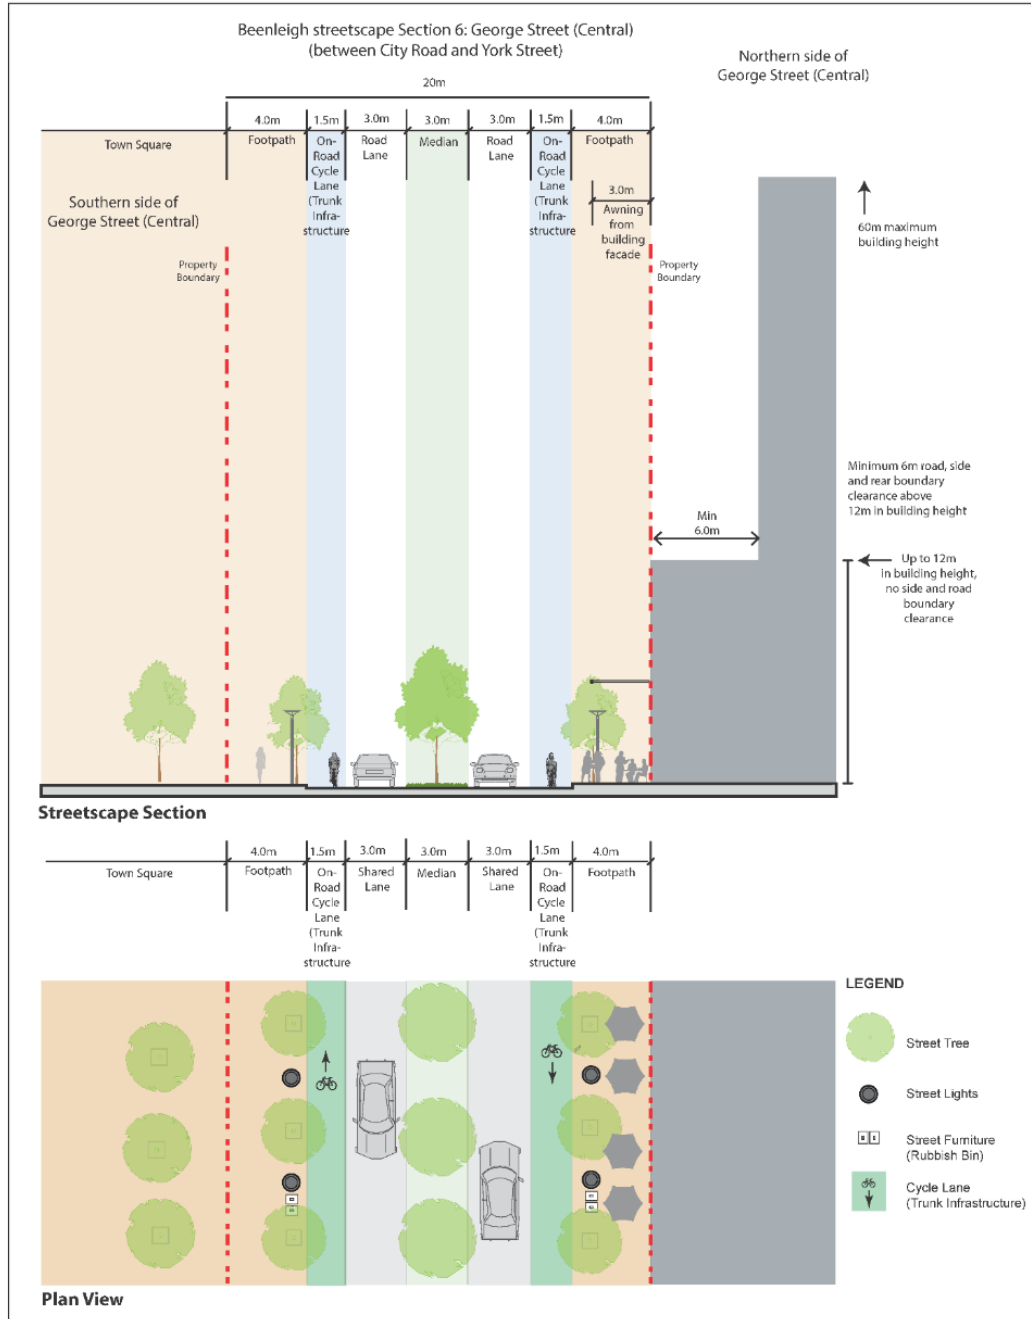 Beenleigh streetscape Section 6: George Street (Central)
(between City Road and York Street)
Northern side of
George Street (Central)
20m
4.0m
1.5m
3.0m
3.0m
3.0m
1.5m
4.0m
Town Square
Footpath
On-
Road
Cycle
Lane
(Trunk
Infra-
structure
Road
Lane
Median
Road
Lane
On-
Road
Cycle
Lane
(Trunk
Infra-
structure
Footpath
3.0m
Awning
from
building
facade
Southern side of
George Street (Central)
Property
Boundary
Property
Boundary
60m maximum
building height
Minimum 6m road, side
and rear boundary
clearance above
12m in building height
Min
6.0m
Up to 12m
in building height,
no side and road
boundary
clearance
Streetscape Section
4.0m
1.5m
3.0m
3.0m
3.0m
1.5m
4.0m
Town Square
Footpath
On-
Road
Cycle
Lane
(Trunk
Infra-
structure
Shared
Lane
Median
Shared
Lane
On-
Road
Cycle
Lane
(Trunk
Infra-
structure
Footpath
LEGEND
Street Tree
Street Lights
Street Furniture
(Rubbish Bin)
Cycle Lane
(Trunk Infrastructure)
Plan View